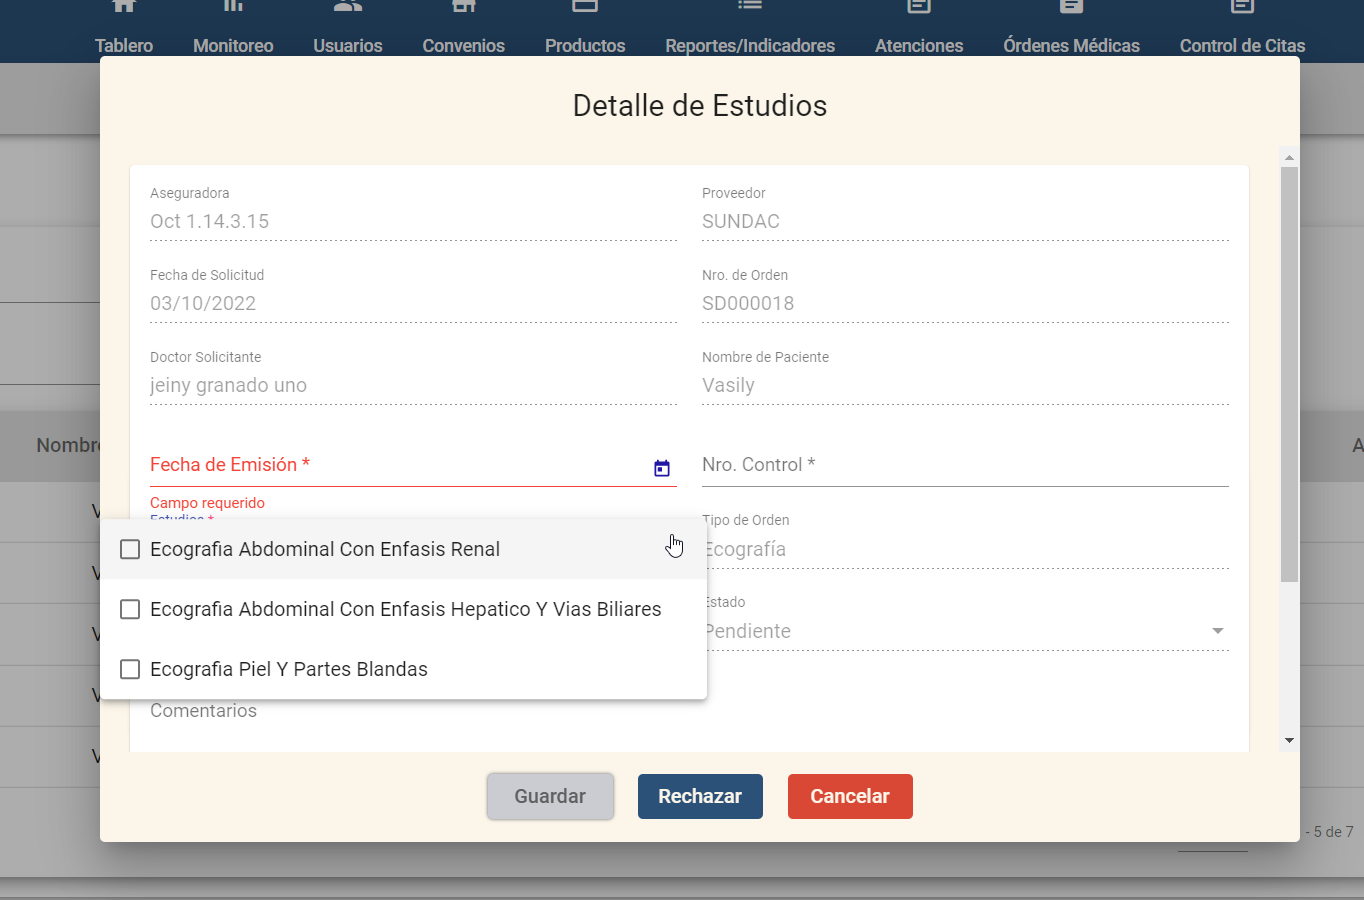 Tablero Monitoreo Usuarios Convenios Productos Reportes/Indicadores Atenciones Órdenes Médicas Control de Citas
Detalle de Estudios
Aseguradora Proveedor
Oct 1.14.3.15 SUNDAC
Fecha de Solicitud Nro. de Orden
03/10/2022 SD000018
Doctor Solicitante Nombre de Paciente
jeiny granado uno Vasily
Fecha de Emisión * Nro. Control *
Campo requerido
Estudios * Tipo de Orden
Ecografia Abdominal Con Enfasis Renal Ecografía
Estado
Ecografia Abdominal Con Enfasis Hepatico Y Vias Biliares
Pendiente
Ecografia Piel Y Partes Blandas
Comentarios
Guardar Rechazar Cancelar
Nombre
- 5 de 7